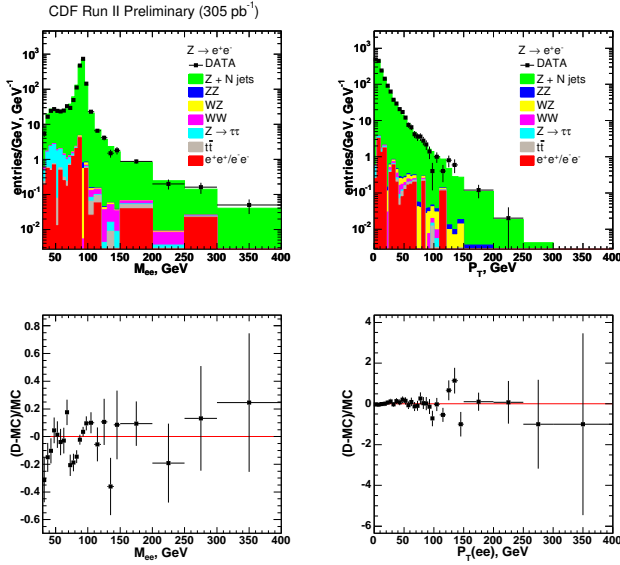 CDF Run II Preliminary (305 pb⁻¹)
entries/GeV, GeV⁻¹
10³
10²
10
1
10⁻¹
10⁻²
Z → e⁺e⁻
DATA
Z + N jets
ZZ
WZ
WW
Z → ττ
tt̄
e⁺e⁺/e⁻e⁻
50 100 150 200 250 300 350 400
M_ee, GeV
entries/GeV, GeV⁻¹
10³
10²
10
1
10⁻¹
10⁻²
Z → e⁺e⁻
DATA
Z + N jets
ZZ
WZ
WW
Z → ττ
tt̄
e⁺e⁺/e⁻e⁻
0 50 100 150 200 250 300 350 400
P_T, GeV
(D-MC)/MC
0.8
0.6
0.4
0.2
-0
-0.2
-0.4
-0.6
50 100 150 200 250 300 350 400
M_ee, GeV
(D-MC)/MC
4
2
0
-2
-4
-6
0 50 100 150 200 250 300 350 400
P_T(ee), GeV